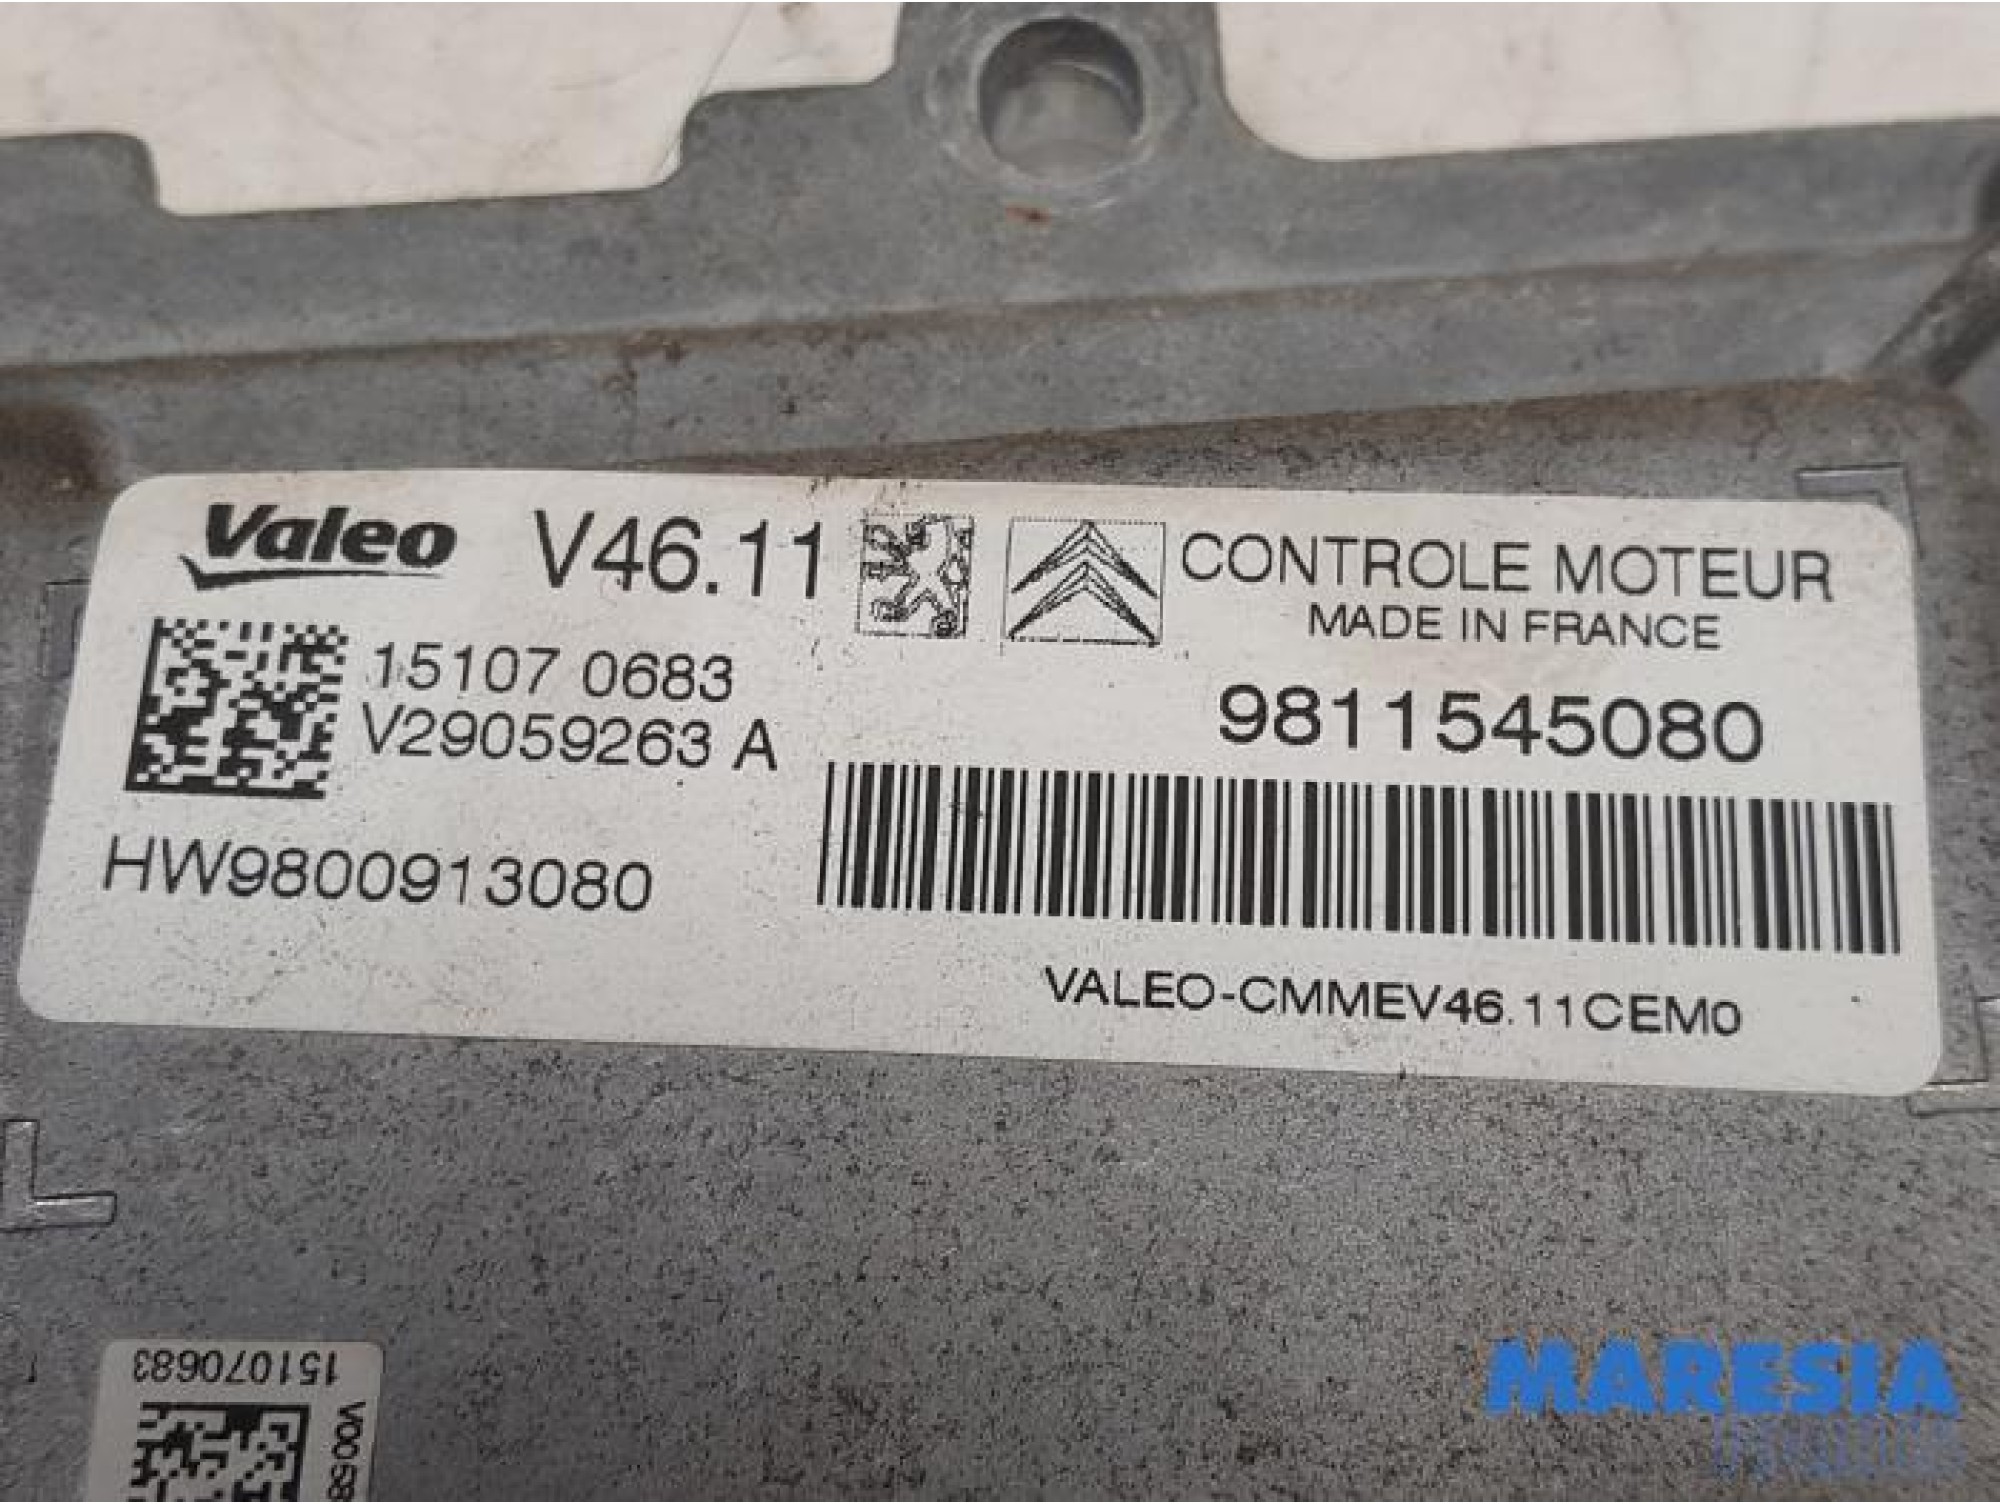 Valeo V46.11 CONTROLE MOTEUR
MADE IN FRANCE
15107 0683
V29059263 A
9811545080
HW9800913080
VALEO-CMMEV46.11CEM0
151070683
MARESIA